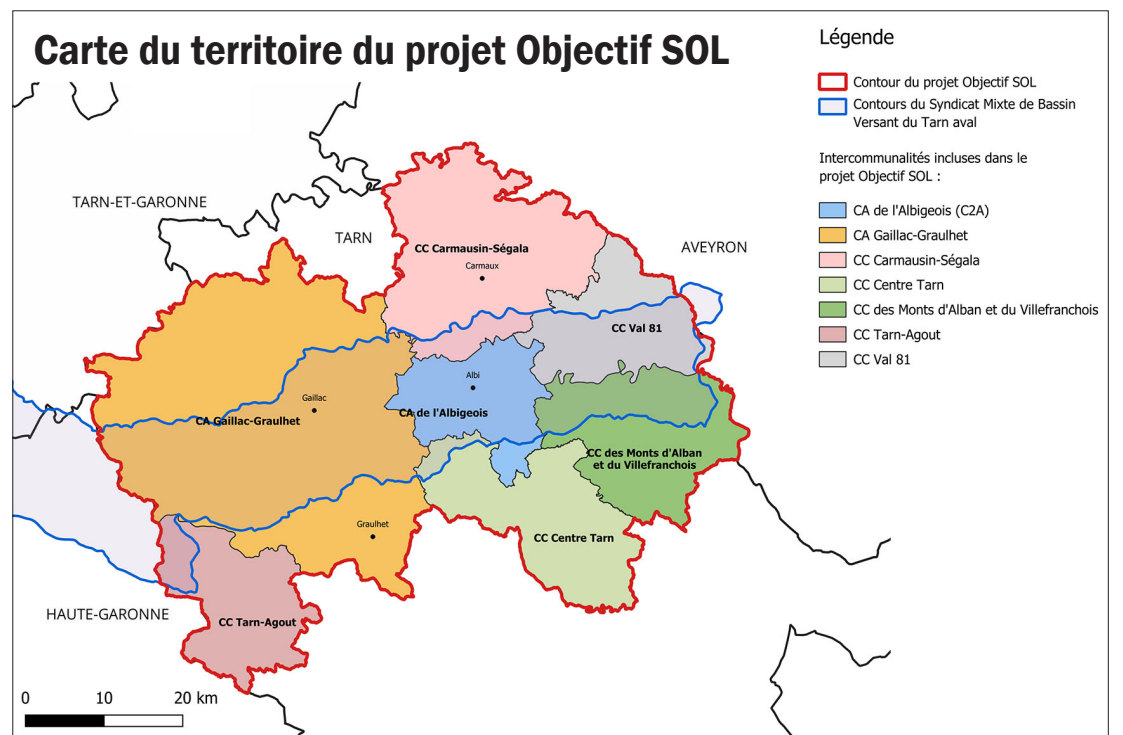 Carte du territoire du projet Objectif SOL
Légende
Contour du projet Objectif SOL
Contours du Syndicat Mixte de Bassin
Versant du Tarn aval
Intercommunalités incluses dans le
projet Objectif SOL :
CA de l'Albigeois (C2A)
CA Gaillac-Graulhet
CC Carmausin-Ségala
CC Centre Tarn
CC des Monts d'Alban et du Villefranchois
CC Tarn-Agout
CC Val 81
TARN-ET-GARONNE
TARN
AVEYRON
CC Carmausin-Ségala
Carmaux
CC Val 81
Albi
CA de l'Albigeois
Gaillac
CA Gaillac-Graulhet
CC des Monts d'Alban
et du Villefranchois
Graulhet
CC Centre Tarn
HAUTE-GARONNE
CC Tarn-Agout
0 10 20 km